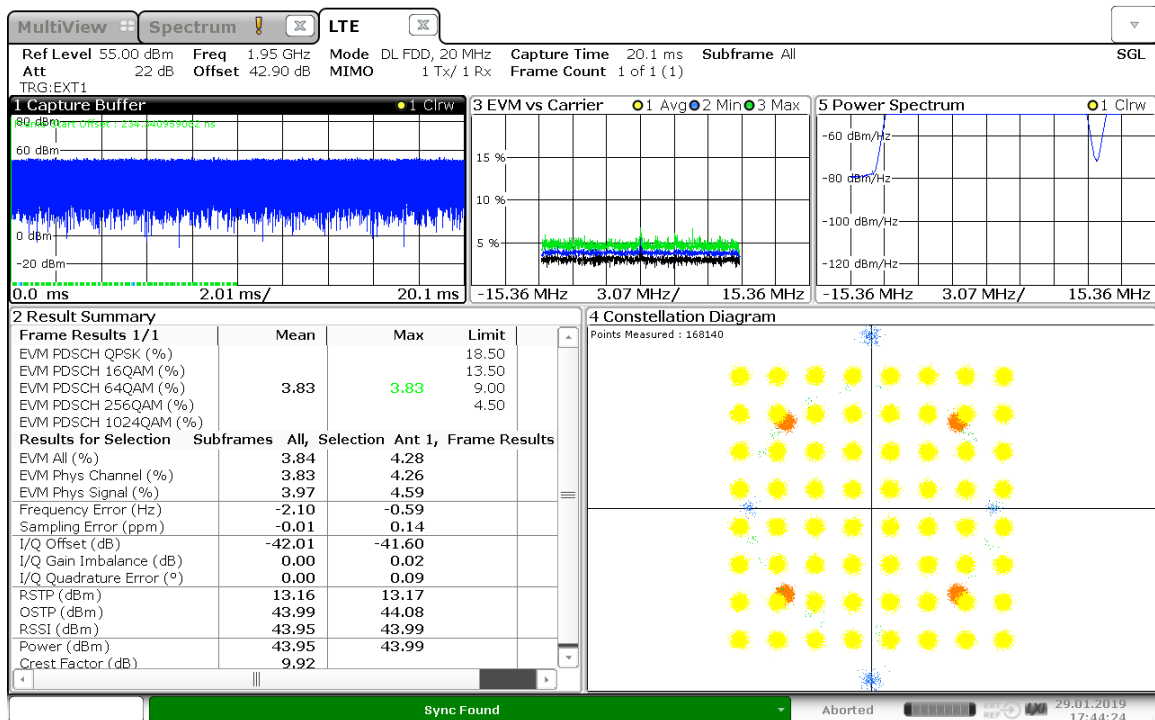 MultiView Spectrum ! LTE
Ref Level 55.00 dBm Freq 1.95 GHz Mode DL FDD, 20 MHz Capture Time 20.1 ms Subframe All SGL
Att 22 dB Offset 42.90 dB MIMO 1 Tx/ 1 Rx Frame Count 1 of 1 (1)
TRG:EXT1
1 Capture Buffer 1 Clrw
80 dBm
60 dBm
0 dBm
-20 dBm
0.0 ms 2.01 ms/ 20.1 ms
3 EVM vs Carrier 1 Avg 2 Min 3 Max
15 %
10 %
5 %
-15.36 MHz 3.07 MHz/ 15.36 MHz
5 Power Spectrum 1 Clrw
-60 dBm/Hz
-80 dBm/Hz
-100 dBm/Hz
-120 dBm/Hz
-15.36 MHz 3.07 MHz/ 15.36 MHz
2 Result Summary
Frame Results 1/1 Mean Max Limit
EVM PDSCH QPSK (%) 18.50
EVM PDSCH 16QAM (%) 13.50
EVM PDSCH 64QAM (%) 3.83 3.83 9.00
EVM PDSCH 256QAM (%) 4.50
EVM PDSCH 1024QAM (%)
Results for Selection Subframes All, Selection Ant 1, Frame Results
EVM All (%) 3.84 4.28
EVM Phys Channel (%) 3.83 4.26
EVM Phys Signal (%) 3.97 4.59
Frequency Error (Hz) -2.10 -0.59
Sampling Error (ppm) -0.01 0.14
I/Q Offset (dB) -42.01 -41.60
I/Q Gain Imbalance (dB) 0.00 0.02
I/Q Quadrature Error (°) 0.00 0.09
RSTP (dBm) 13.16 13.17
OSTP (dBm) 43.99 44.08
RSSI (dBm) 43.95 43.99
Power (dBm) 43.95 43.99
Crest Factor (dB) 9.92
4 Constellation Diagram
Points Measured : 168140
Sync Found
Aborted
EXT
REF
LXI
29.01.2019
17:44:24